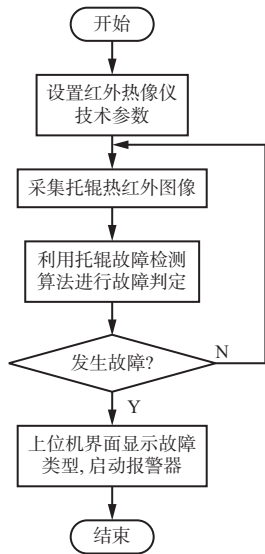 开始
设置红外热像仪
技术参数
采集托辊热红外图像
利用托辊故障检测
算法进行故障判定
发生故障?
N
Y
上位机界面显示故障
类型,启动报警器
结束